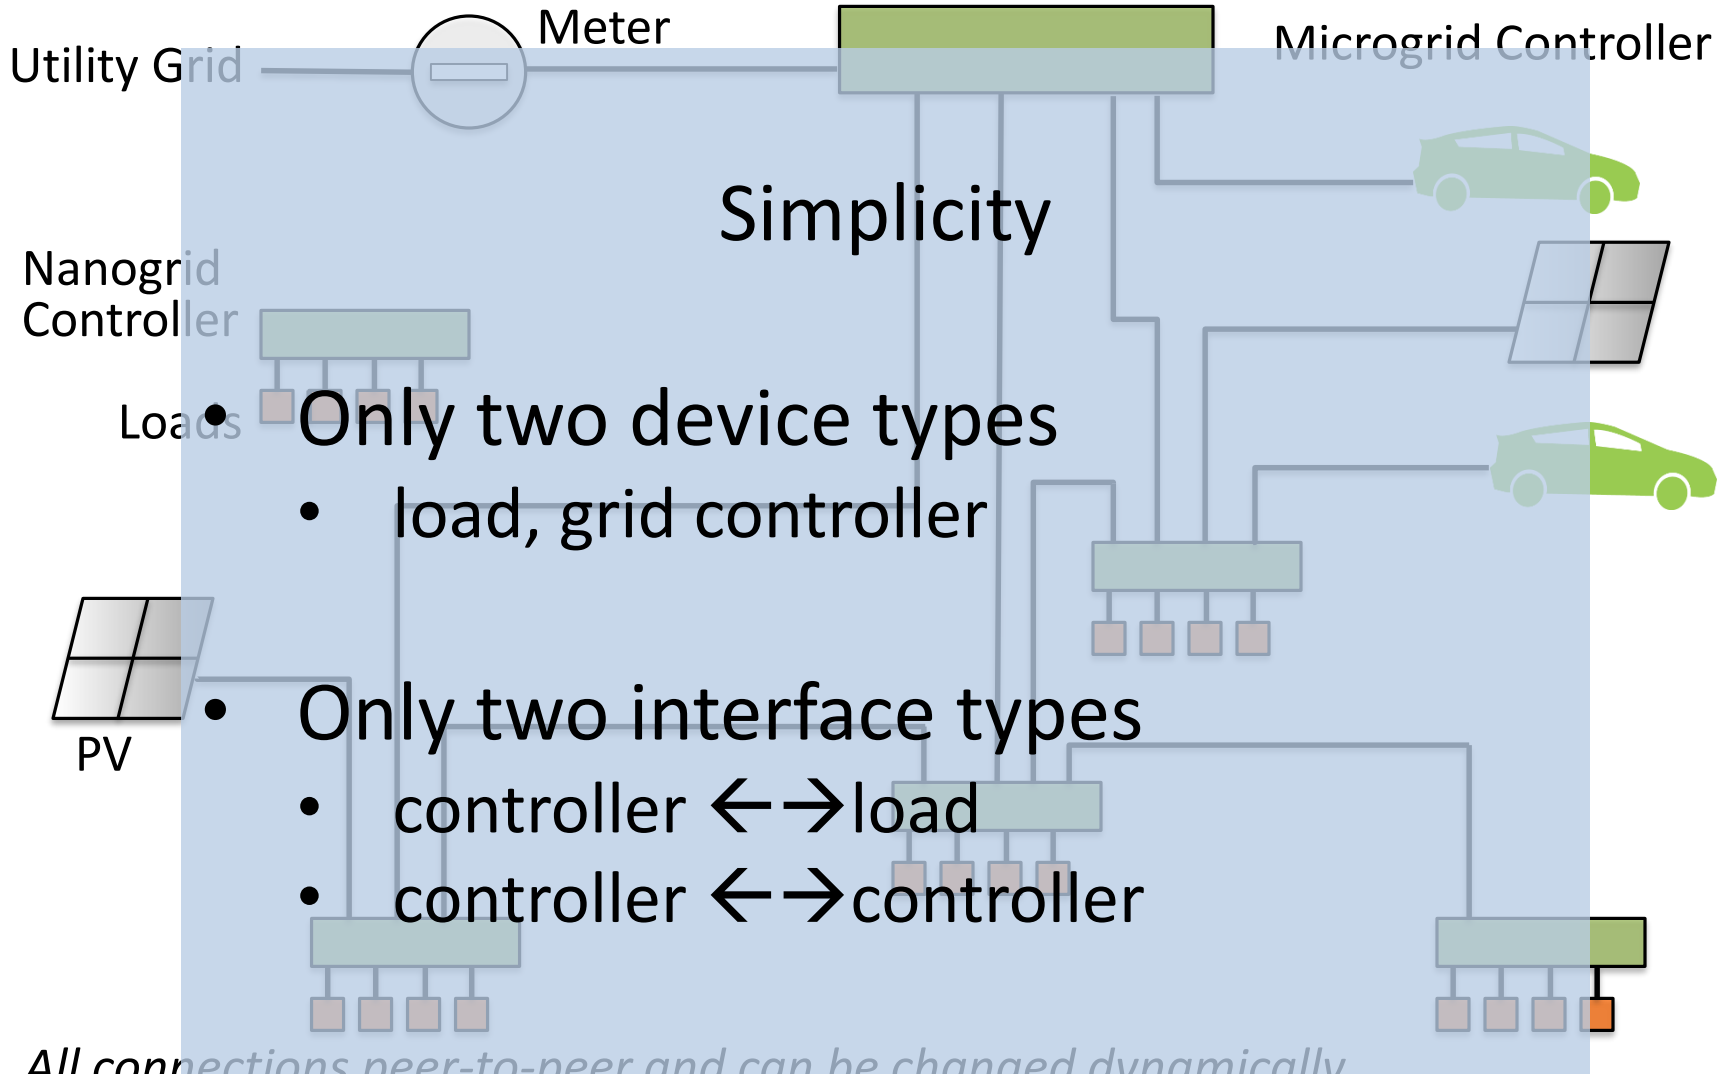 Meter
Microgrid Controller
Utility Grid
Simplicity
Nanogrid
Controller
Loads
• Only two device types
• load, grid controller
• Only two interface types
PV
• controller ←→load
• controller ←→controller
All connections peer-to-peer and can be changed dynamically